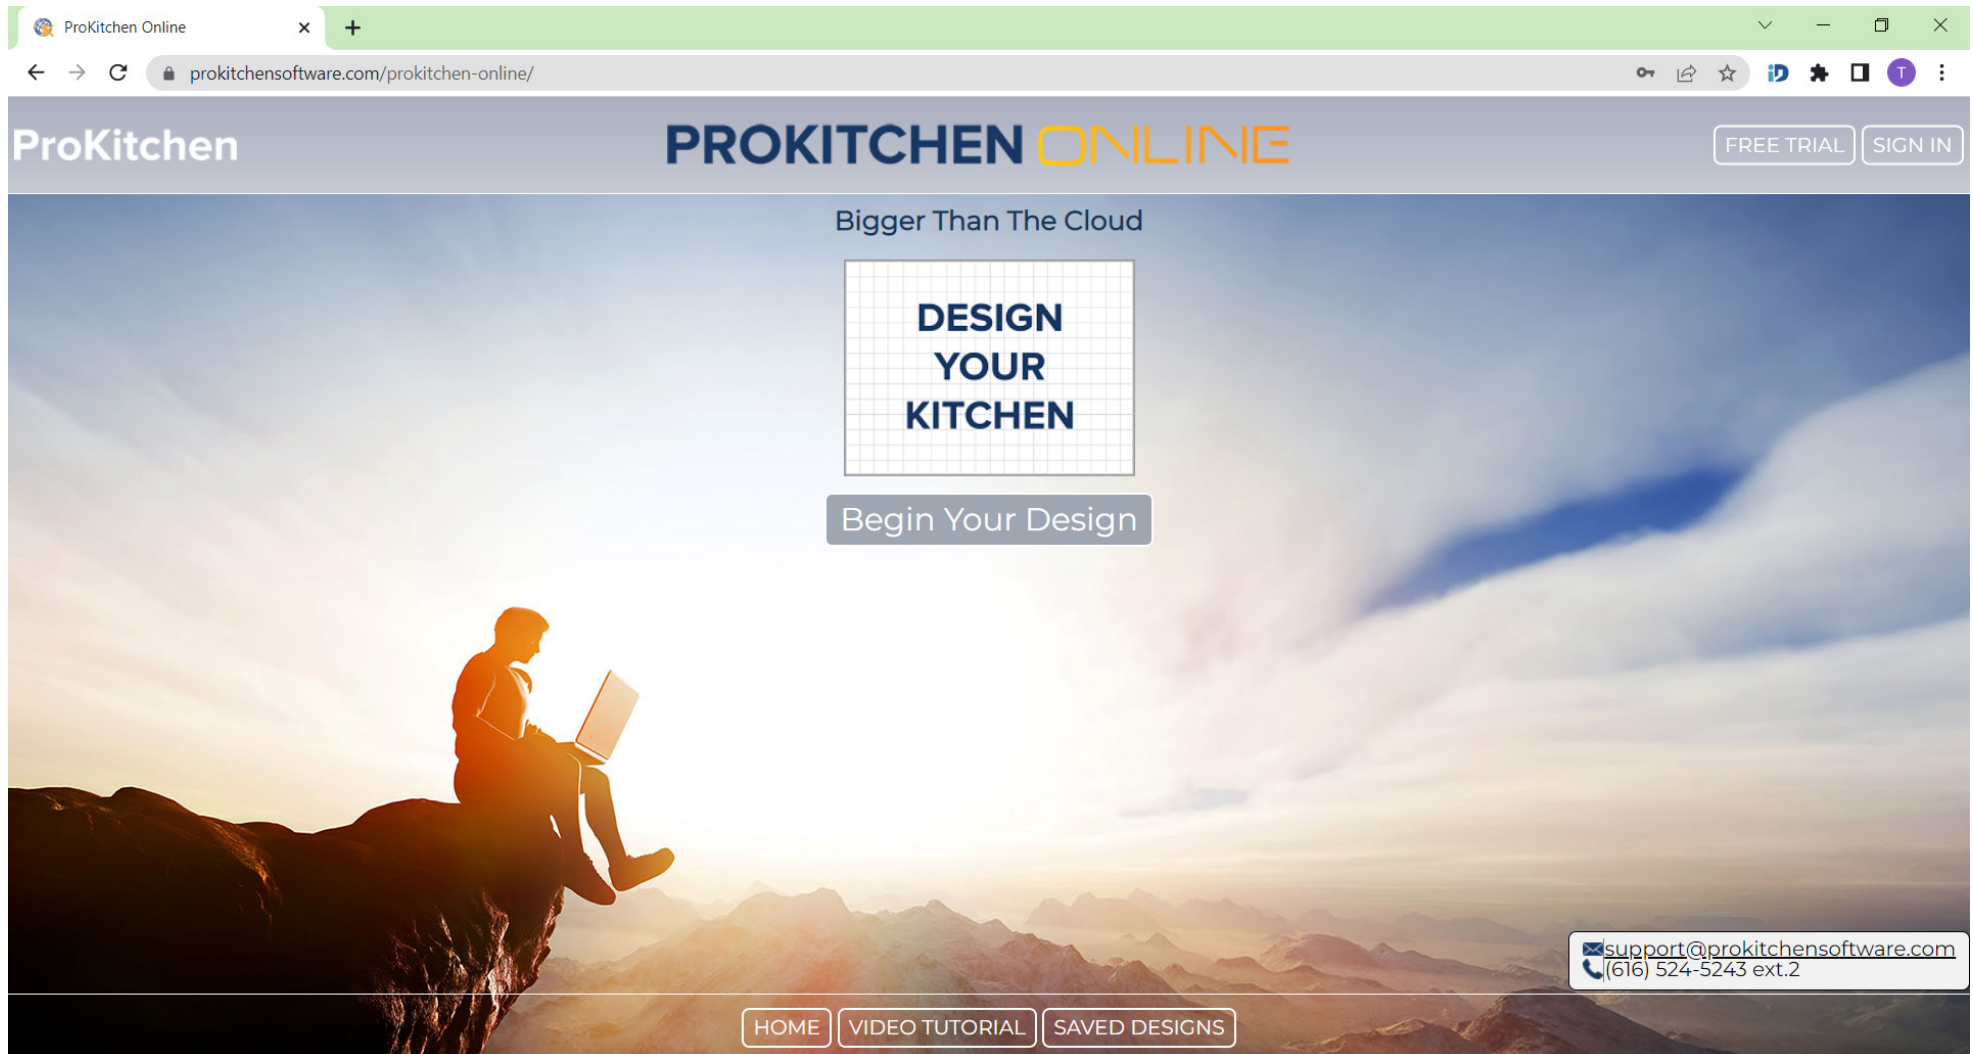 ProKitchen Online
prokitchensoftware.com/prokitchen-online/
iD
T
ProKitchen
PROKITCHEN ONLINE
FREE TRIAL
SIGN IN
Bigger Than The Cloud
DESIGN
YOUR
KITCHEN
Begin Your Design
support@prokitchensoftware.com
(616) 524-5243 ext.2
HOME
VIDEO TUTORIAL
SAVED DESIGNS